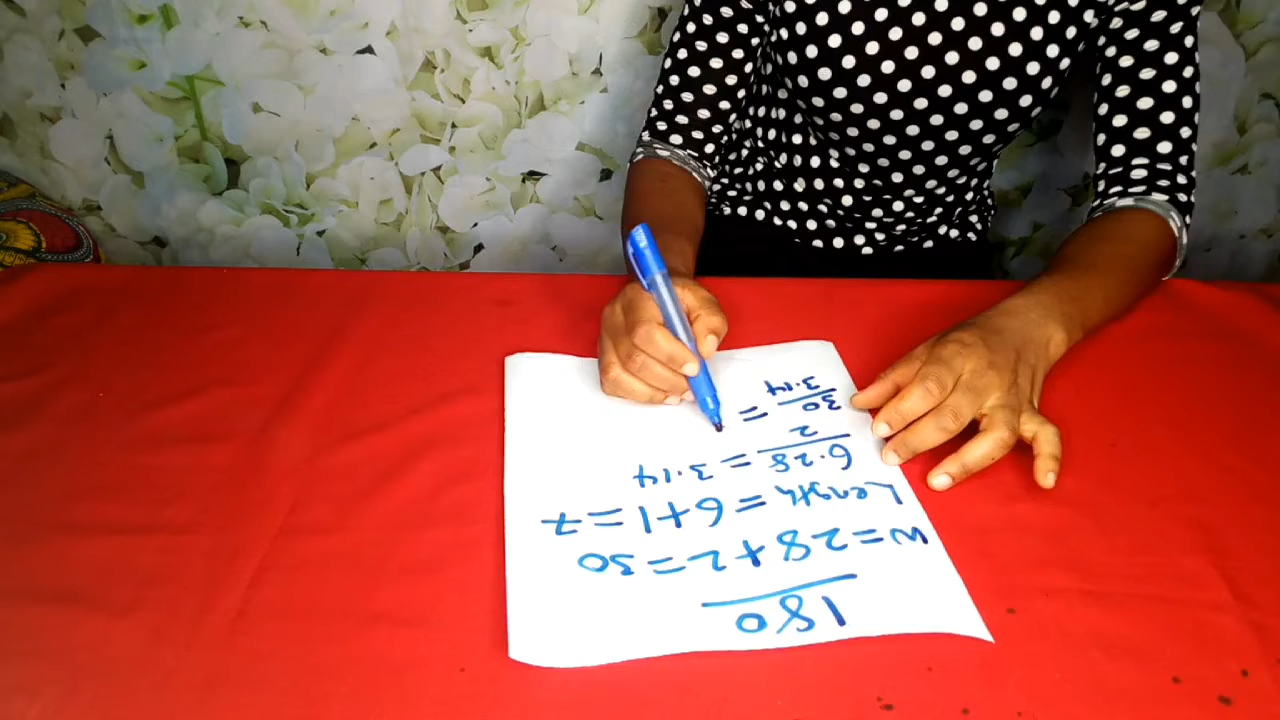 180
W=28+2=30
Length = 6+1=7
6.28/2 = 3.14
30/3.14 =